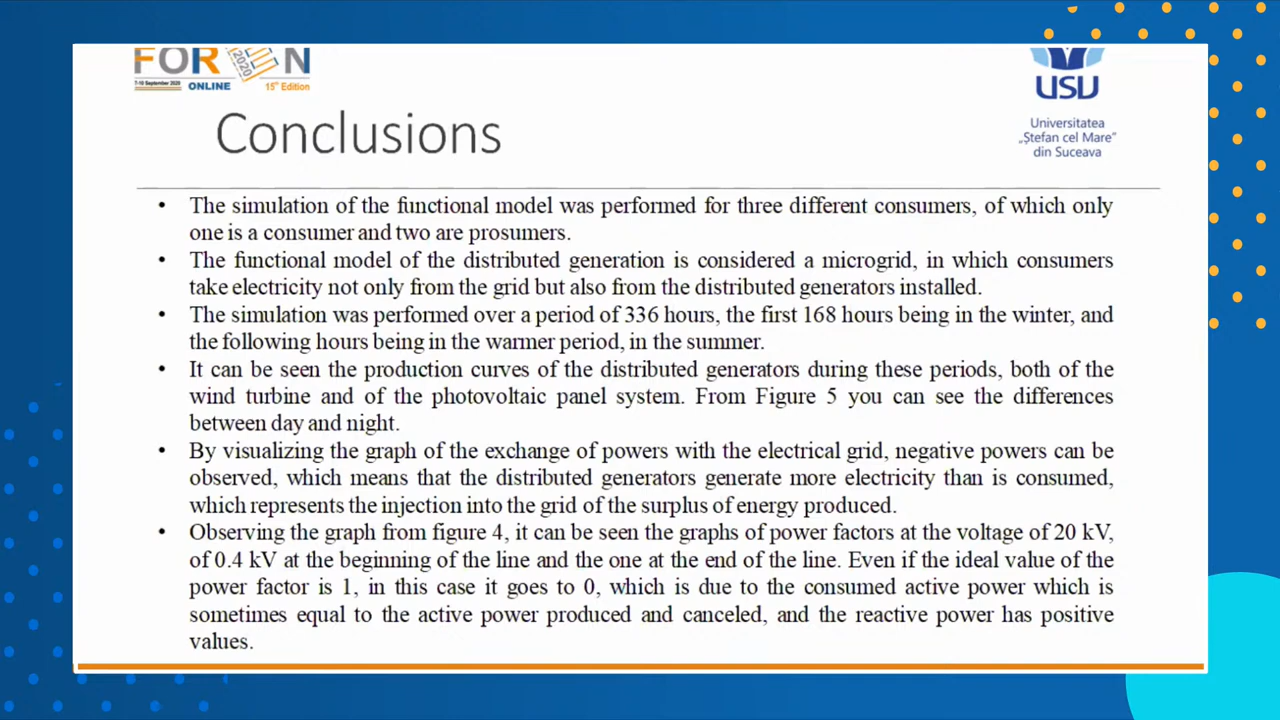 FOREN
2020
7-10 September 2020
ONLINE
15th Edition
USV
Universitatea
„Ștefan cel Mare”
din Suceava
Conclusions
• The simulation of the functional model was performed for three different consumers, of which only
one is a consumer and two are prosumers.
• The functional model of the distributed generation is considered a microgrid, in which consumers
take electricity not only from the grid but also from the distributed generators installed.
• The simulation was performed over a period of 336 hours, the first 168 hours being in the winter, and
the following hours being in the warmer period, in the summer.
• It can be seen the production curves of the distributed generators during these periods, both of the
wind turbine and of the photovoltaic panel system. From Figure 5 you can see the differences
between day and night.
• By visualizing the graph of the exchange of powers with the electrical grid, negative powers can be
observed, which means that the distributed generators generate more electricity than is consumed,
which represents the injection into the grid of the surplus of energy produced.
• Observing the graph from figure 4, it can be seen the graphs of power factors at the voltage of 20 kV,
of 0.4 kV at the beginning of the line and the one at the end of the line. Even if the ideal value of the
power factor is 1, in this case it goes to 0, which is due to the consumed active power which is
sometimes equal to the active power produced and canceled, and the reactive power has positive
values.